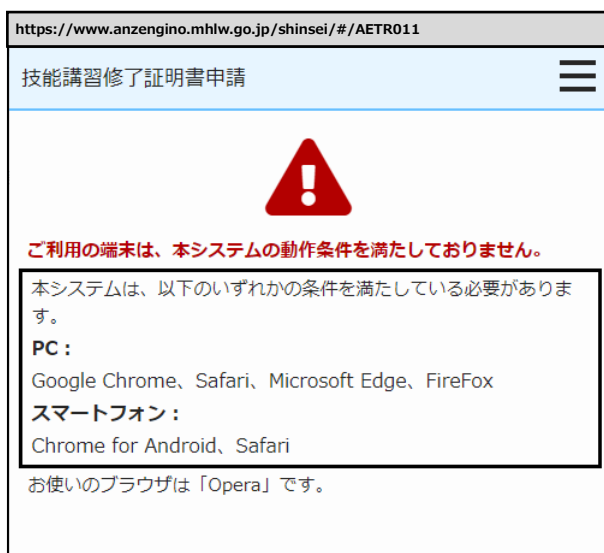 https://www.anzengino.mhlw.go.jp/shinsei/#/AETR011
技能講習修了証明書申請
ご利用の端末は、本システムの動作条件を満たしておりません。
本システムは、以下のいずれかの条件を満たしている必要がありま
す。
PC：
Google Chrome、Safari、Microsoft Edge、FireFox
スマートフォン：
Chrome for Android、Safari
お使いのブラウザは「Opera」です。